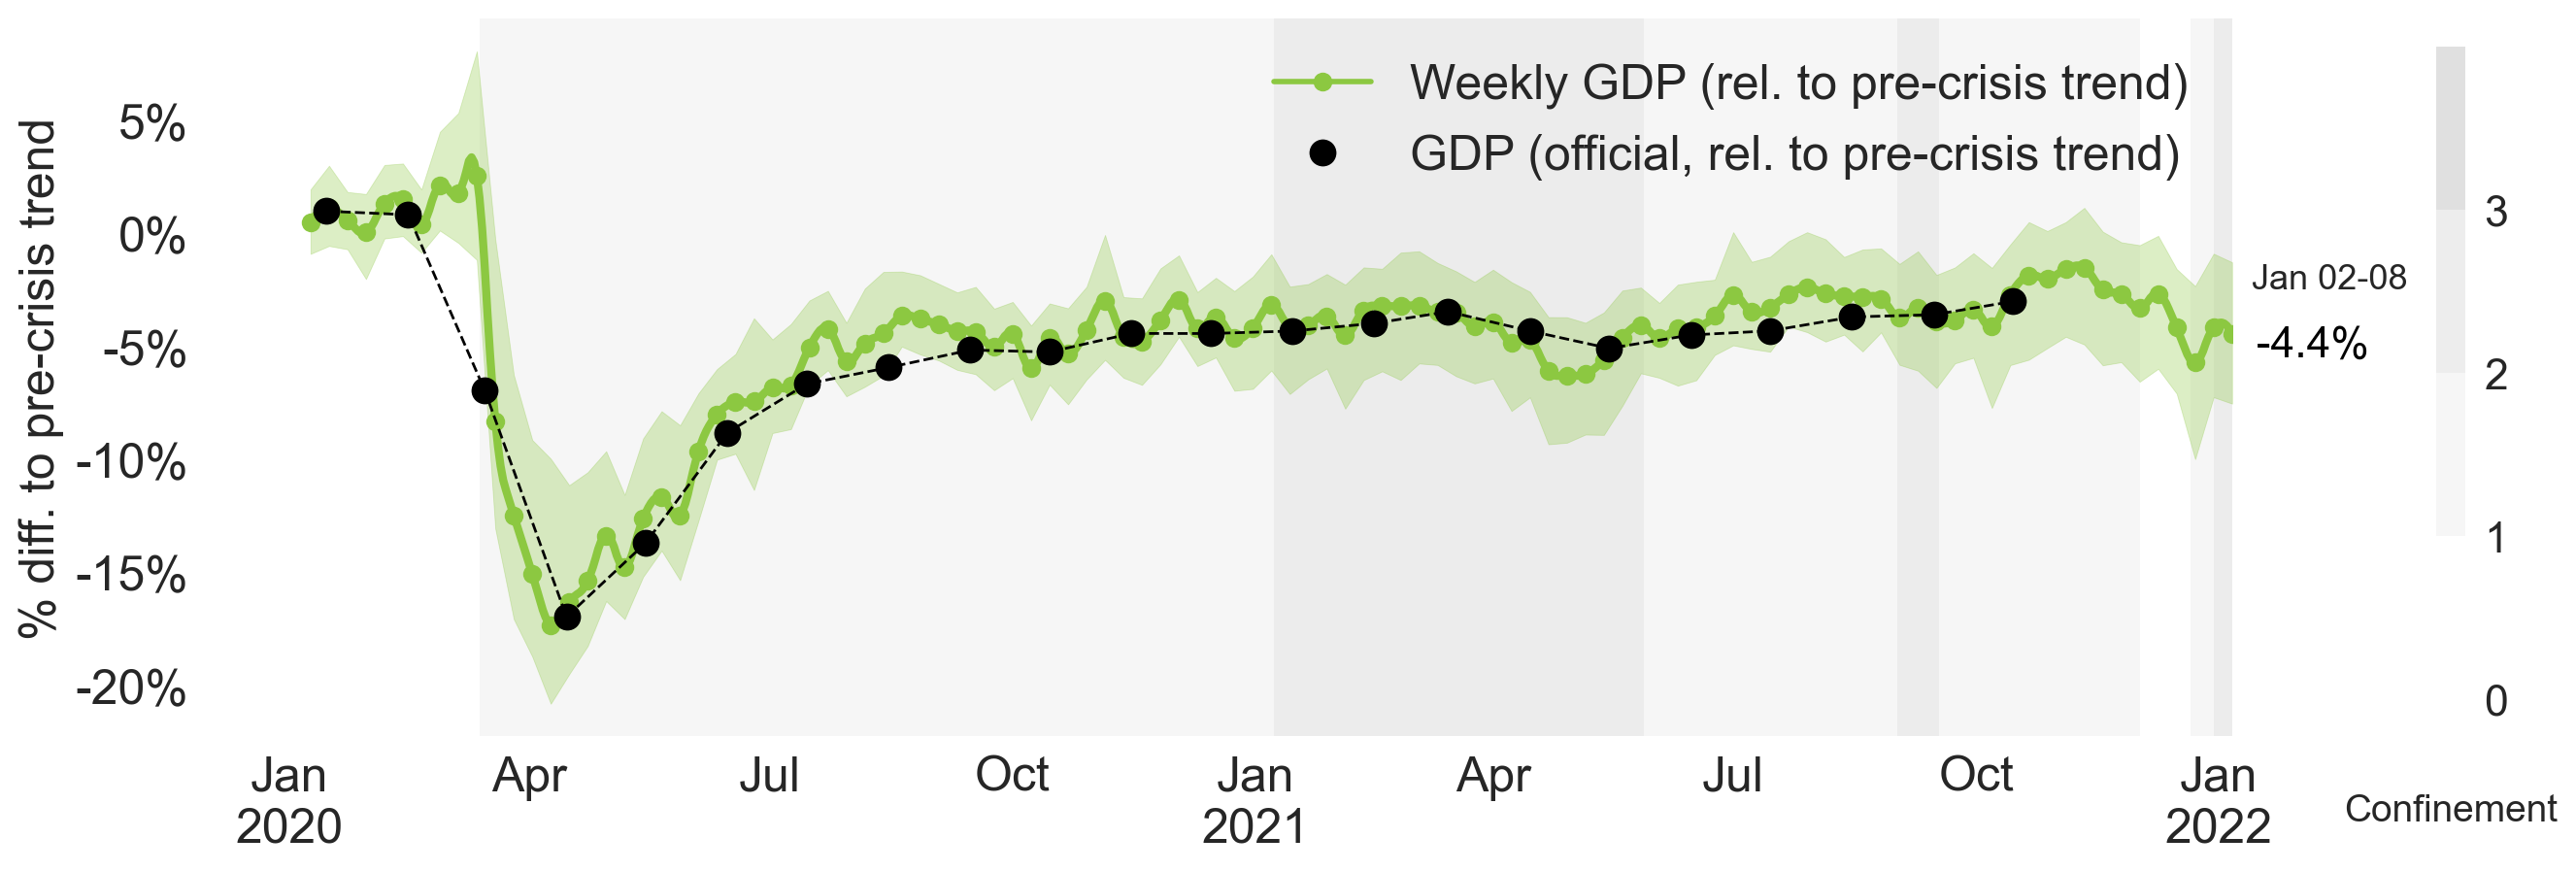 Weekly GDP (rel. to pre-crisis trend)
GDP (official, rel. to pre-crisis trend)
% diff. to pre-crisis trend
5%
0%
-5%
-10%
-15%
-20%
Jan 02-08
-4.4%
3
2
1
0
Confinement
Jan Apr Jul Oct Jan Apr Jul Oct Jan
2020 2021 2022